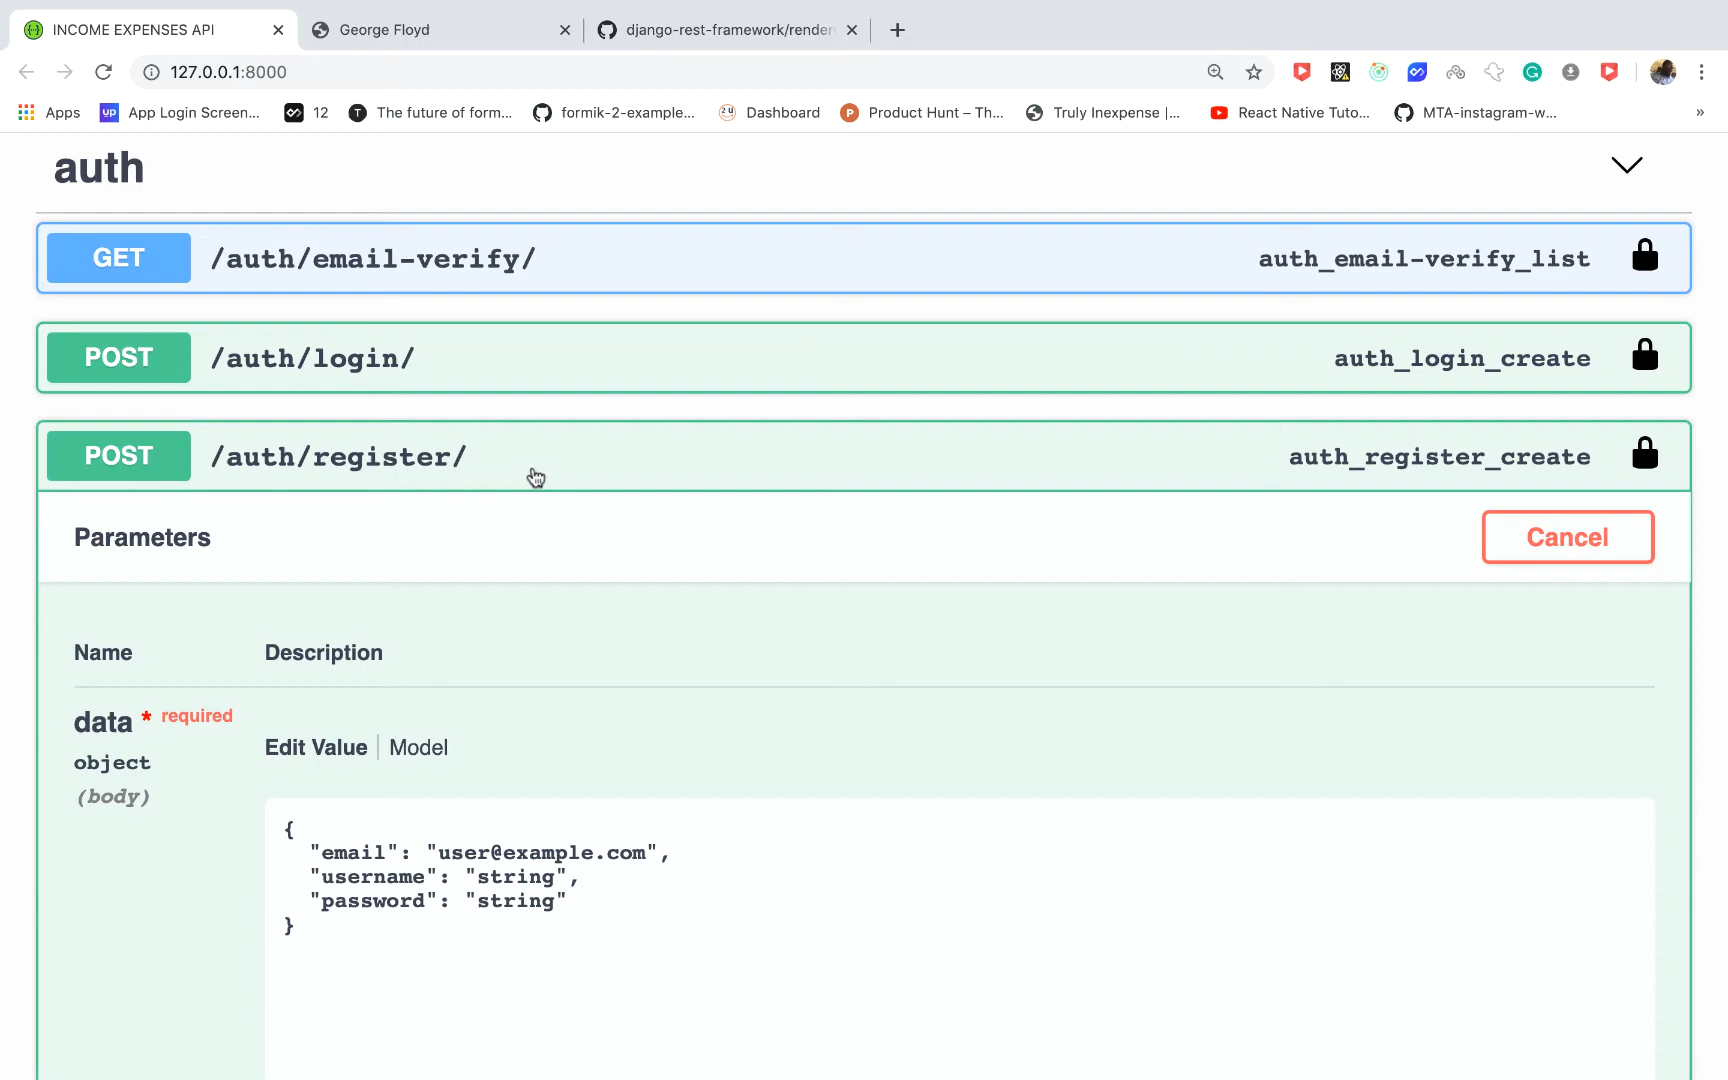 INCOME EXPENSES API
George Floyd
django-rest-framework/render
127.0.0.1:8000
Apps
up
App Login Screen...
12
T
The future of form...
formik-2-example...
Dashboard
P
Product Hunt – Th...
Truly Inexpense |...
React Native Tuto...
MTA-instagram-w...
»
auth
GET /auth/email-verify/ auth_email-verify_list
POST /auth/login/ auth_login_create
POST /auth/register/ auth_register_create
Parameters
Cancel
Name Description
data * required
object
(body)
Edit Value | Model
{
"email": "user@example.com",
"username": "string",
"password": "string"
}